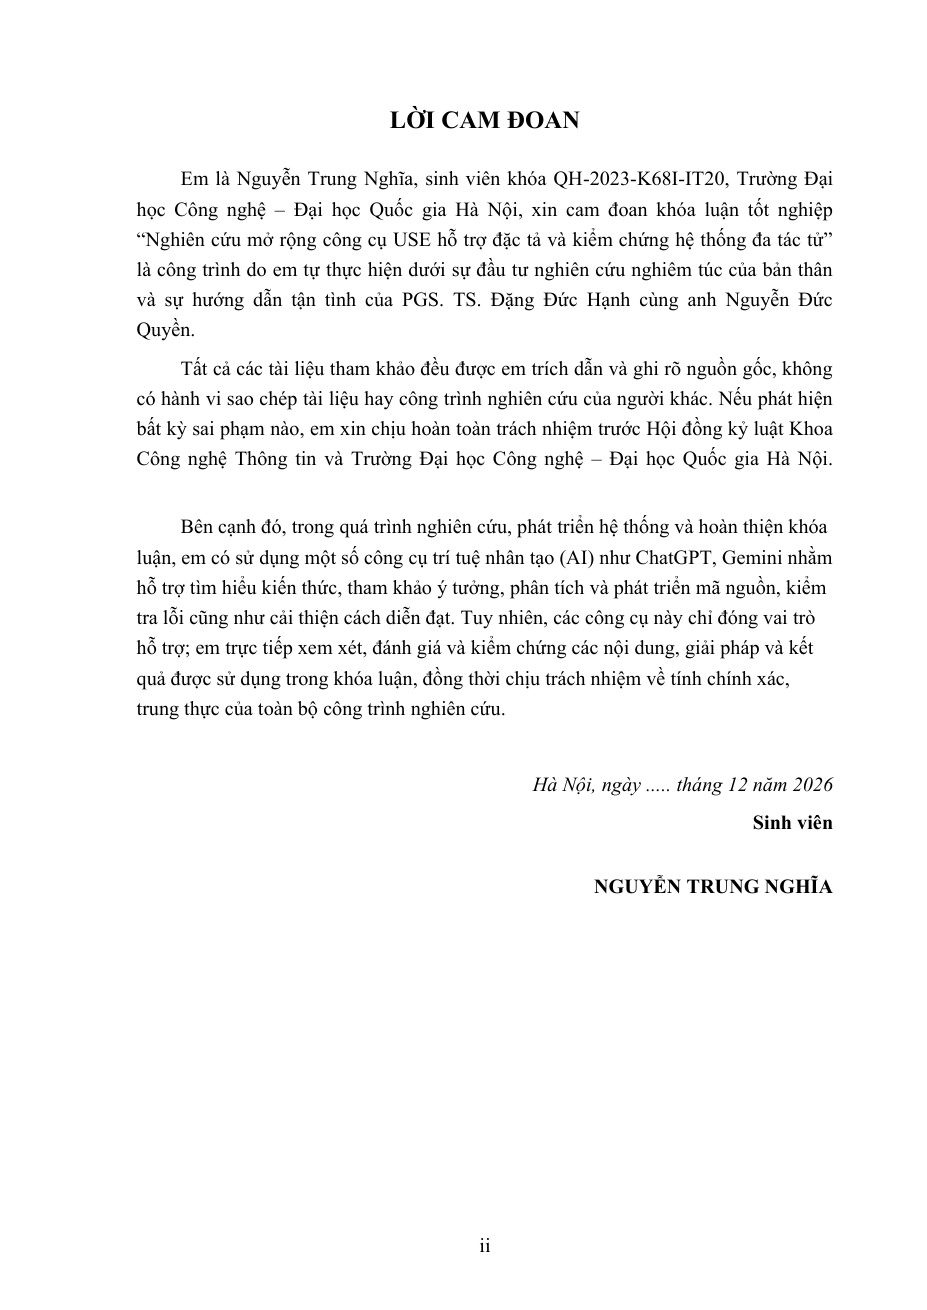 LỜI CAM ĐOAN
Em là Nguyễn Trung Nghĩa, sinh viên khóa QH-2023-K68I-IT20, Trường Đại
học Công nghệ – Đại học Quốc gia Hà Nội, xin cam đoan khóa luận tốt nghiệp
“Nghiên cứu mở rộng công cụ USE hỗ trợ đặc tả và kiểm chứng hệ thống đa tác tử”
là công trình do em tự thực hiện dưới sự đầu tư nghiên cứu nghiêm túc của bản thân
và sự hướng dẫn tận tình của PGS. TS. Đặng Đức Hạnh cùng anh Nguyễn Đức
Quyền.
Tất cả các tài liệu tham khảo đều được em trích dẫn và ghi rõ nguồn gốc, không
có hành vi sao chép tài liệu hay công trình nghiên cứu của người khác. Nếu phát hiện
bất kỳ sai phạm nào, em xin chịu hoàn toàn trách nhiệm trước Hội đồng kỷ luật Khoa
Công nghệ Thông tin và Trường Đại học Công nghệ – Đại học Quốc gia Hà Nội.
Bên cạnh đó, trong quá trình nghiên cứu, phát triển hệ thống và hoàn thiện khóa
luận, em có sử dụng một số công cụ trí tuệ nhân tạo (AI) như ChatGPT, Gemini nhằm
hỗ trợ tìm hiểu kiến thức, tham khảo ý tưởng, phân tích và phát triển mã nguồn, kiểm
tra lỗi cũng như cải thiện cách diễn đạt. Tuy nhiên, các công cụ này chỉ đóng vai trò
hỗ trợ; em trực tiếp xem xét, đánh giá và kiểm chứng các nội dung, giải pháp và kết
quả được sử dụng trong khóa luận, đồng thời chịu trách nhiệm về tính chính xác,
trung thực của toàn bộ công trình nghiên cứu.
Hà Nội, ngày ..... tháng 12 năm 2026
Sinh viên
NGUYỄN TRUNG NGHĨA
ii